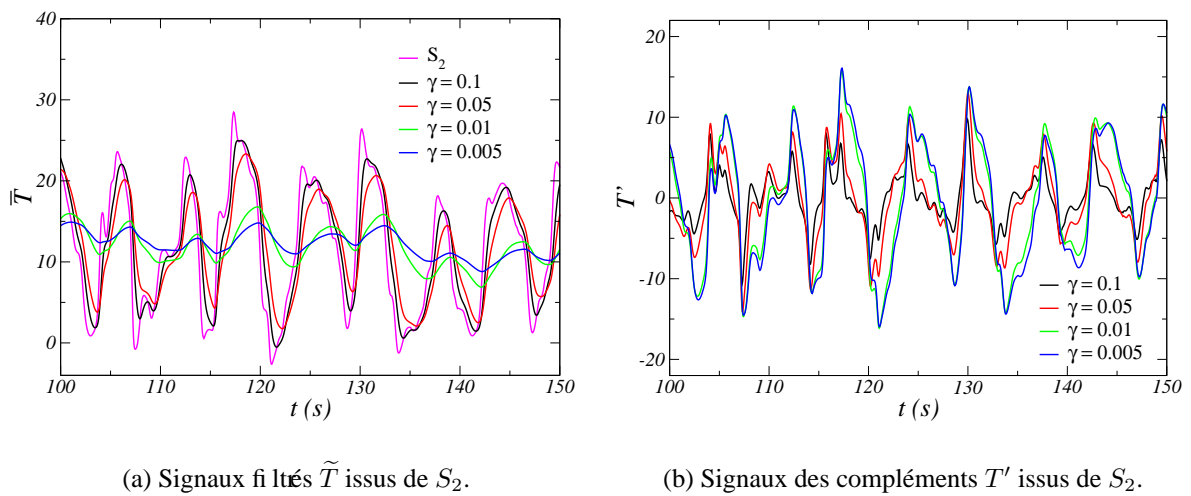 40
30
20
10
0
T̅
S₂
γ = 0.1
γ = 0.05
γ = 0.01
γ = 0.005
100 110 120 130 140 150
t (s)
20
10
0
-10
-20
T’
γ = 0.1
γ = 0.05
γ = 0.01
γ = 0.005
100 110 120 130 140 150
t (s)
(a) Signaux filtrés T̃ issus de S₂.
(b) Signaux des compléments T′ issus de S₂.